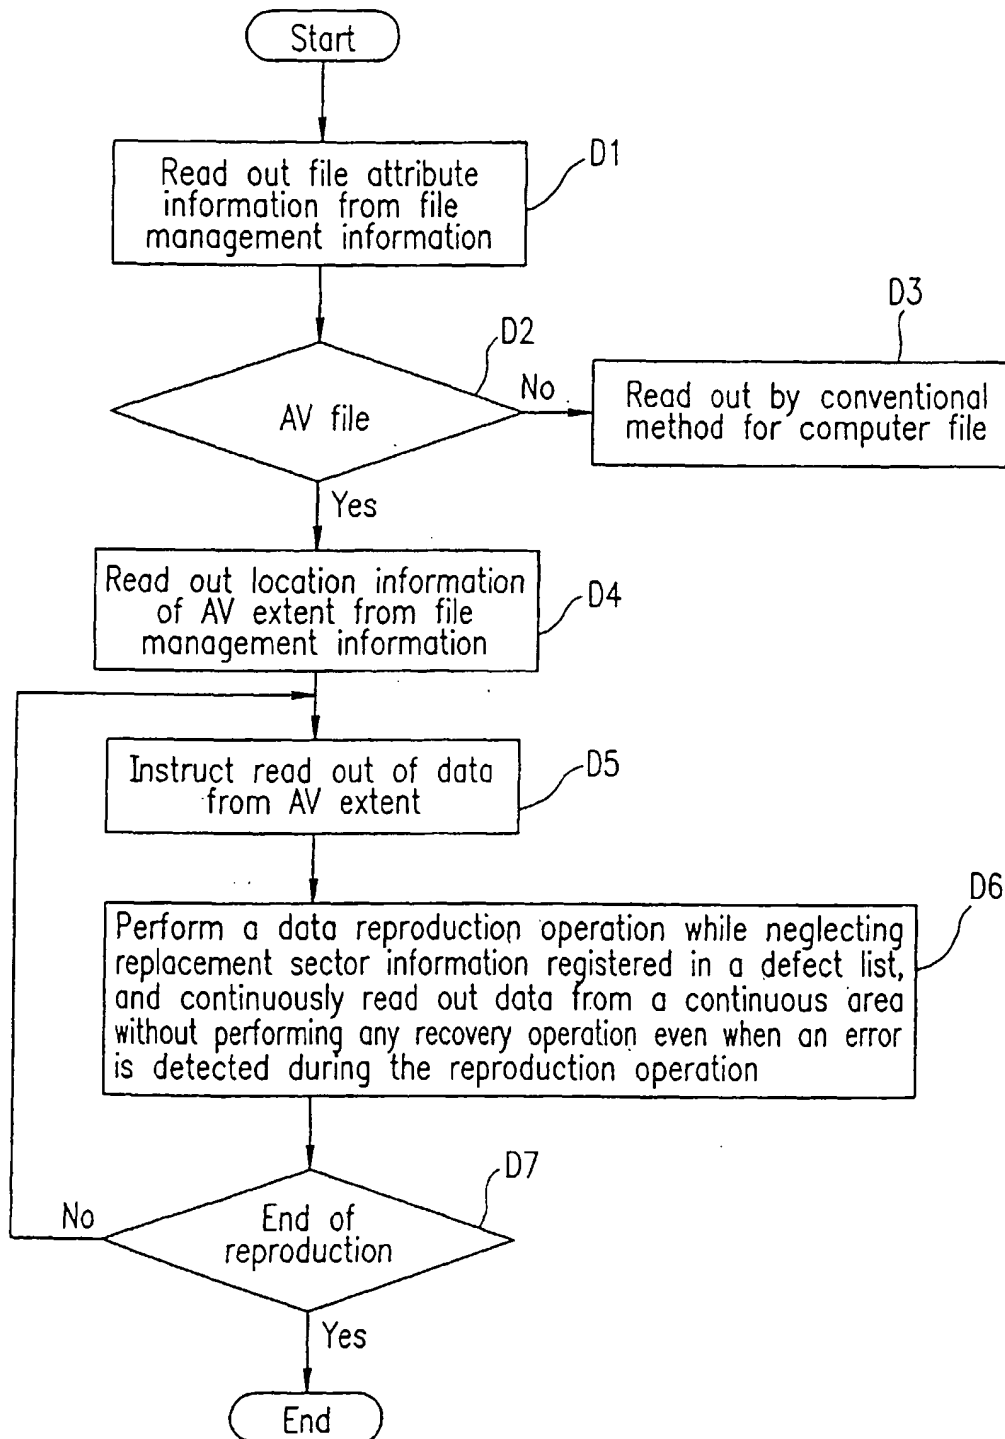 Start
D1
Read out file attribute
information from file
management information
D2
AV file
No
D3
Read out by conventional
method for computer file
Yes
Read out location information
of AV extent from file
management information
D4
Instruct read out of data
from AV extent
D5
D6
Perform a data reproduction operation while neglecting
replacement sector information registered in a defect list,
and continuously read out data from a continuous area
without performing any recovery operation even when an error
is detected during the reproduction operation
D7
No
End of
reproduction
Yes
End